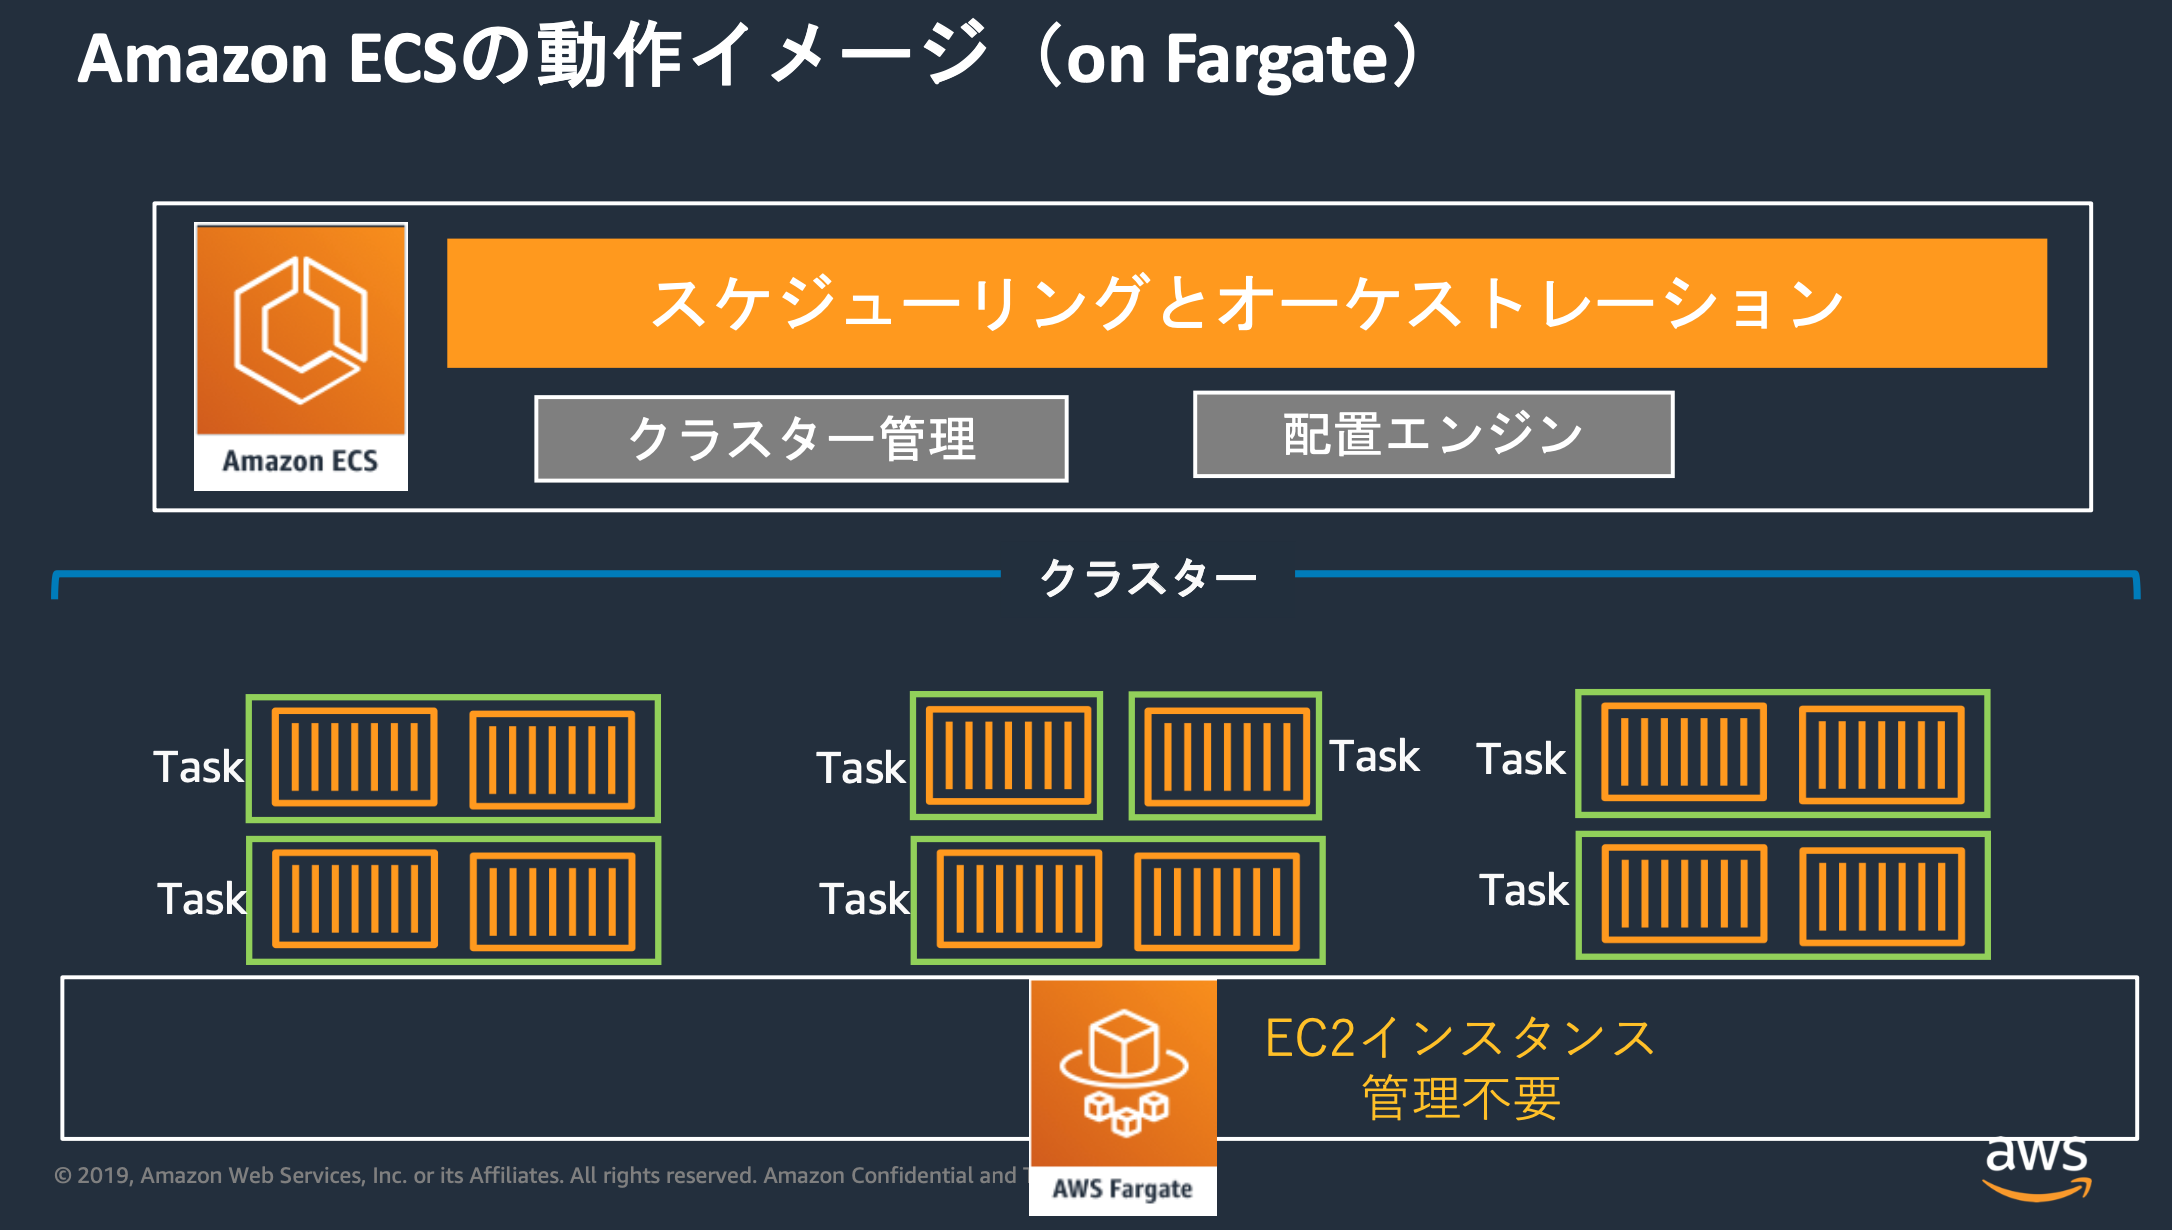 Amazon ECSの動作イメージ（on Fargate）
スケジューリングとオーケストレーション
Amazon ECS
クラスター管理
配置エンジン
クラスター
Task
Task
Task
Task
Task
Task
Task
EC2インスタンス
管理不要
AWS Fargate
© 2019, Amazon Web Services, Inc. or its Affiliates. All rights reserved. Amazon Confidential and
aws